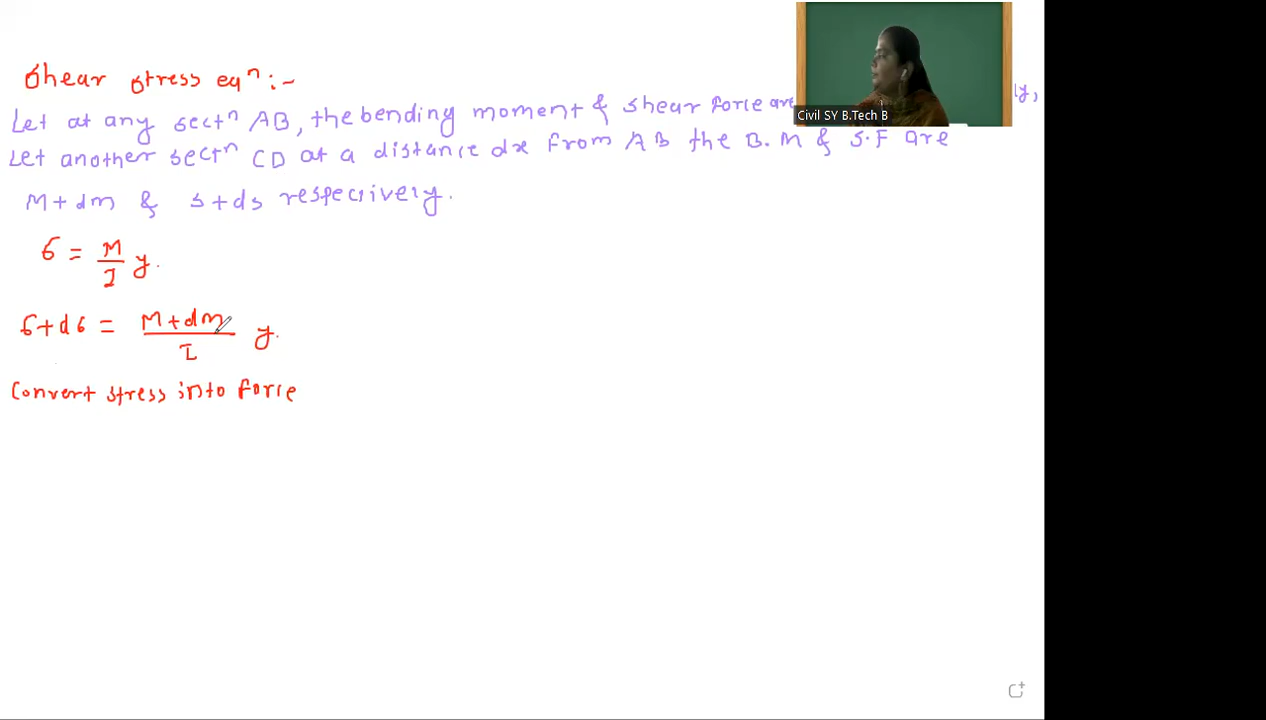 Shear stress eqⁿ :-
Let at any sectⁿ AB, the bending moment & shear force are ly,
Let another sectⁿ CD at a distance dx from AB the B.M & S.F are
M+dm & s+ds respectively.
σ = M/I y.
σ+dσ = M+dm/I y.
Convert stress into force
Civil SY B.Tech B